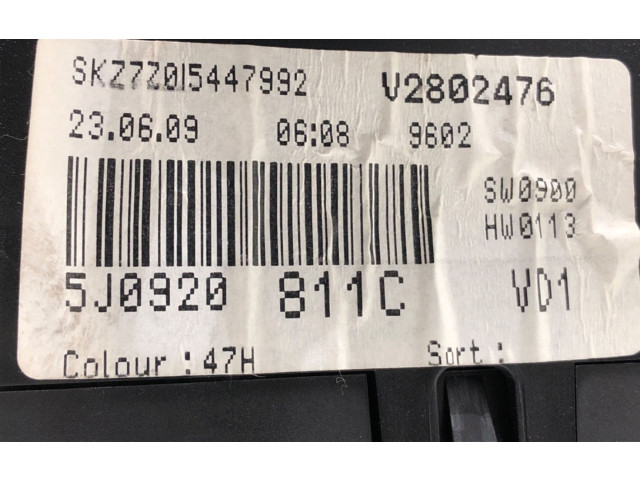 SKZ7Z0I5447992 V2802476
23.06.09 06:08 9602
SW0900
HW0113
5J0920 811C VD1
Colour : 47H Sort :